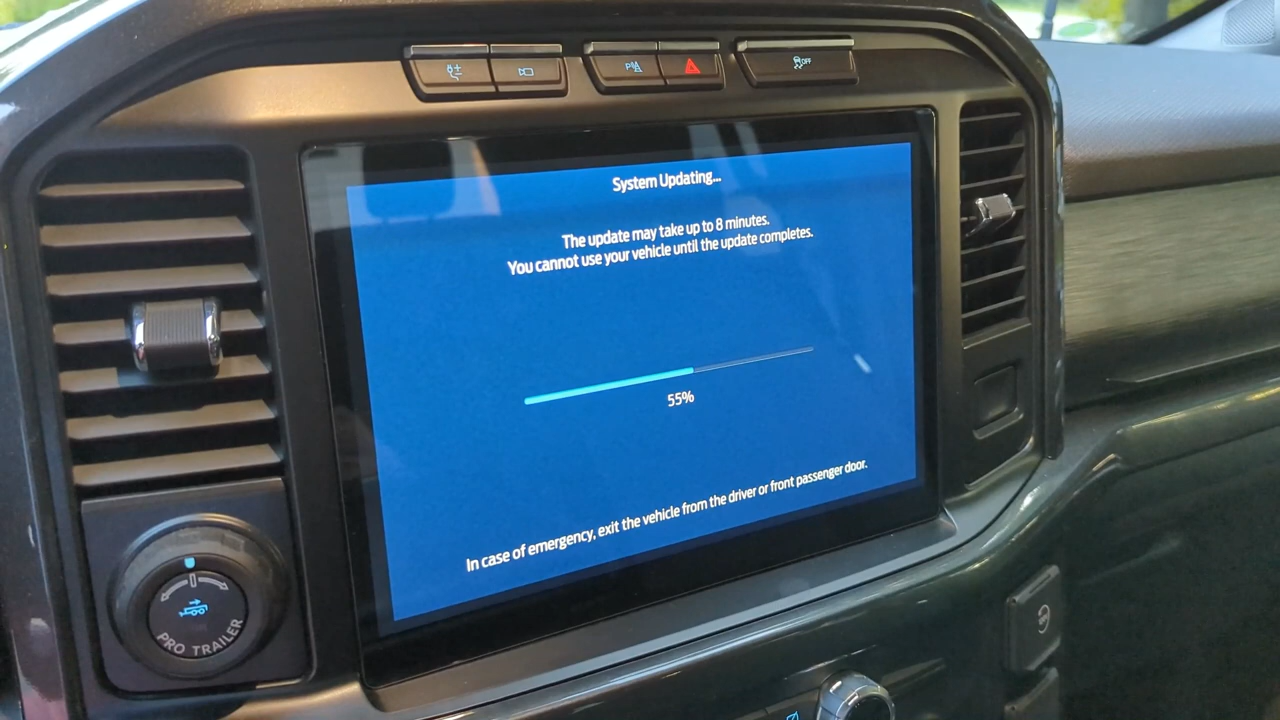 P
OFF
System Updating...
The update may take up to 8 minutes.
You cannot use your vehicle until the update completes.
55%
In case of emergency, exit the vehicle from the driver or front passenger door.
PRO TRAILER